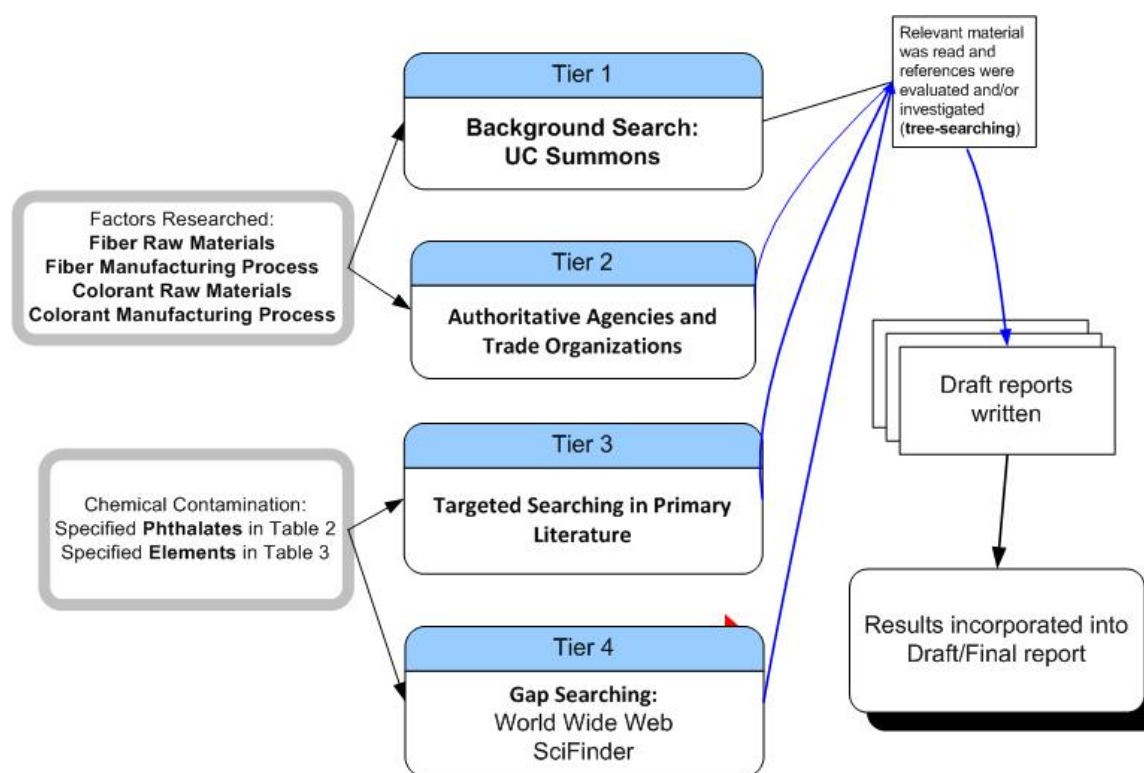 Tier 1
Background Search:
UC Summons
Relevant material
was read and
references were
evaluated and/or
investigated
(tree-searching)
Factors Researched:
Fiber Raw Materials
Fiber Manufacturing Process
Colorant Raw Materials
Colorant Manufacturing Process
Tier 2
Authoritative Agencies and
Trade Organizations
Draft reports
written
Tier 3
Targeted Searching in Primary
Literature
Chemical Contamination:
Specified Phthalates in Table 2
Specified Elements in Table 3
Results incorporated into
Draft/Final report
Tier 4
Gap Searching:
World Wide Web
SciFinder